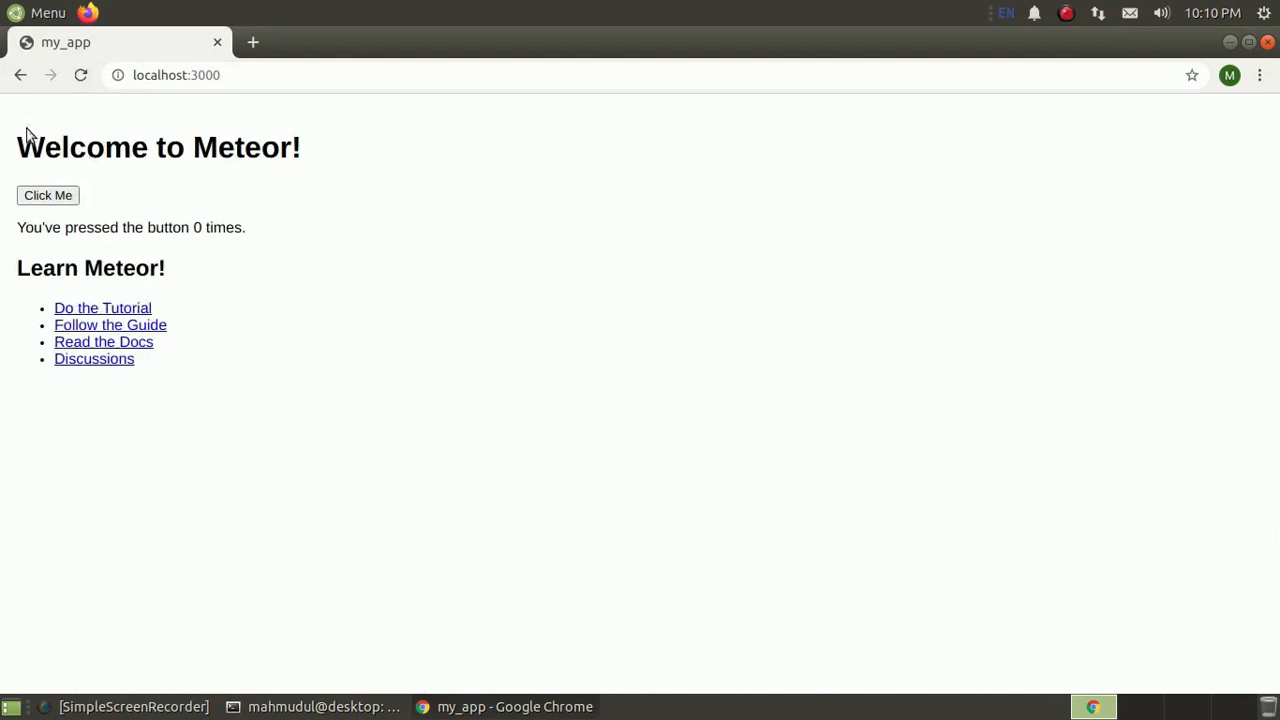 Menu
EN
10:10 PM
my_app
localhost:3000
M
Welcome to Meteor!
Click Me
You've pressed the button 0 times.
Learn Meteor!
Do the Tutorial
Follow the Guide
Read the Docs
Discussions
[SimpleScreenRecorder]
mahmudul@desktop: ...
my_app - Google Chrome